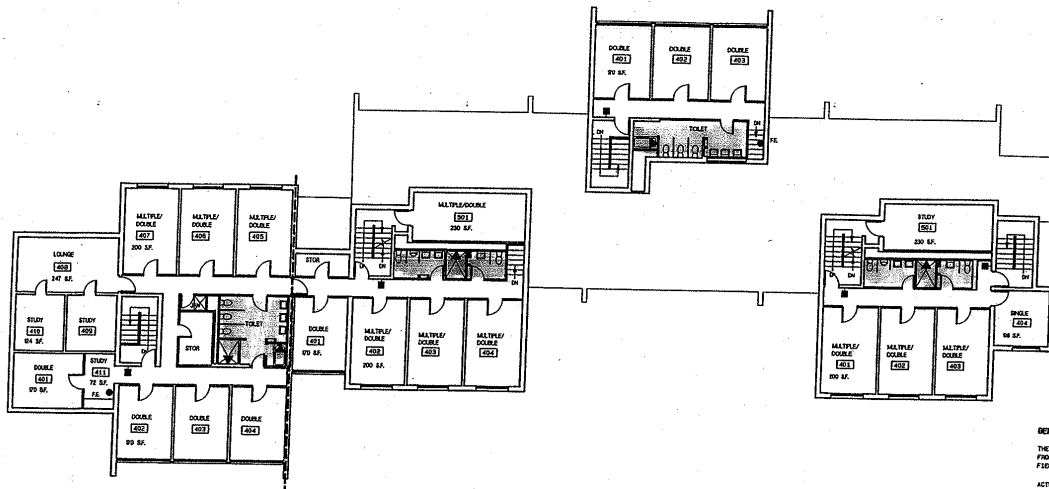 DOUBLE
401
170 S.F.
DOUBLE
402
DOUBLE
403
DN
TOILET
DN
F.E.
MULTIPLE/
DOUBLE
407
200 S.F.
MULTIPLE/
DOUBLE
406
MULTIPLE/
DOUBLE
405
LOUNGE
408
247 S.F.
STUDY
410
124 S.F.
STUDY
409
DN
STOR
TOILET
DOUBLE
401
170 S.F.
STUDY
411
72 S.F.
F.E.
DOUBLE
402
DOUBLE
403
DOUBLE
404
MULTIPLE/DOUBLE
501
230 S.F.
STOR
DN
DN
DOUBLE
401
170 S.F.
MULTIPLE/
DOUBLE
402
200 S.F.
MULTIPLE/
DOUBLE
403
MULTIPLE/
DOUBLE
404
STUDY
501
230 S.F.
DN
SINGLE
404
MULTIPLE/
DOUBLE
401
200 S.F.
MULTIPLE/
DOUBLE
402
MULTIPLE/
DOUBLE
403
THE